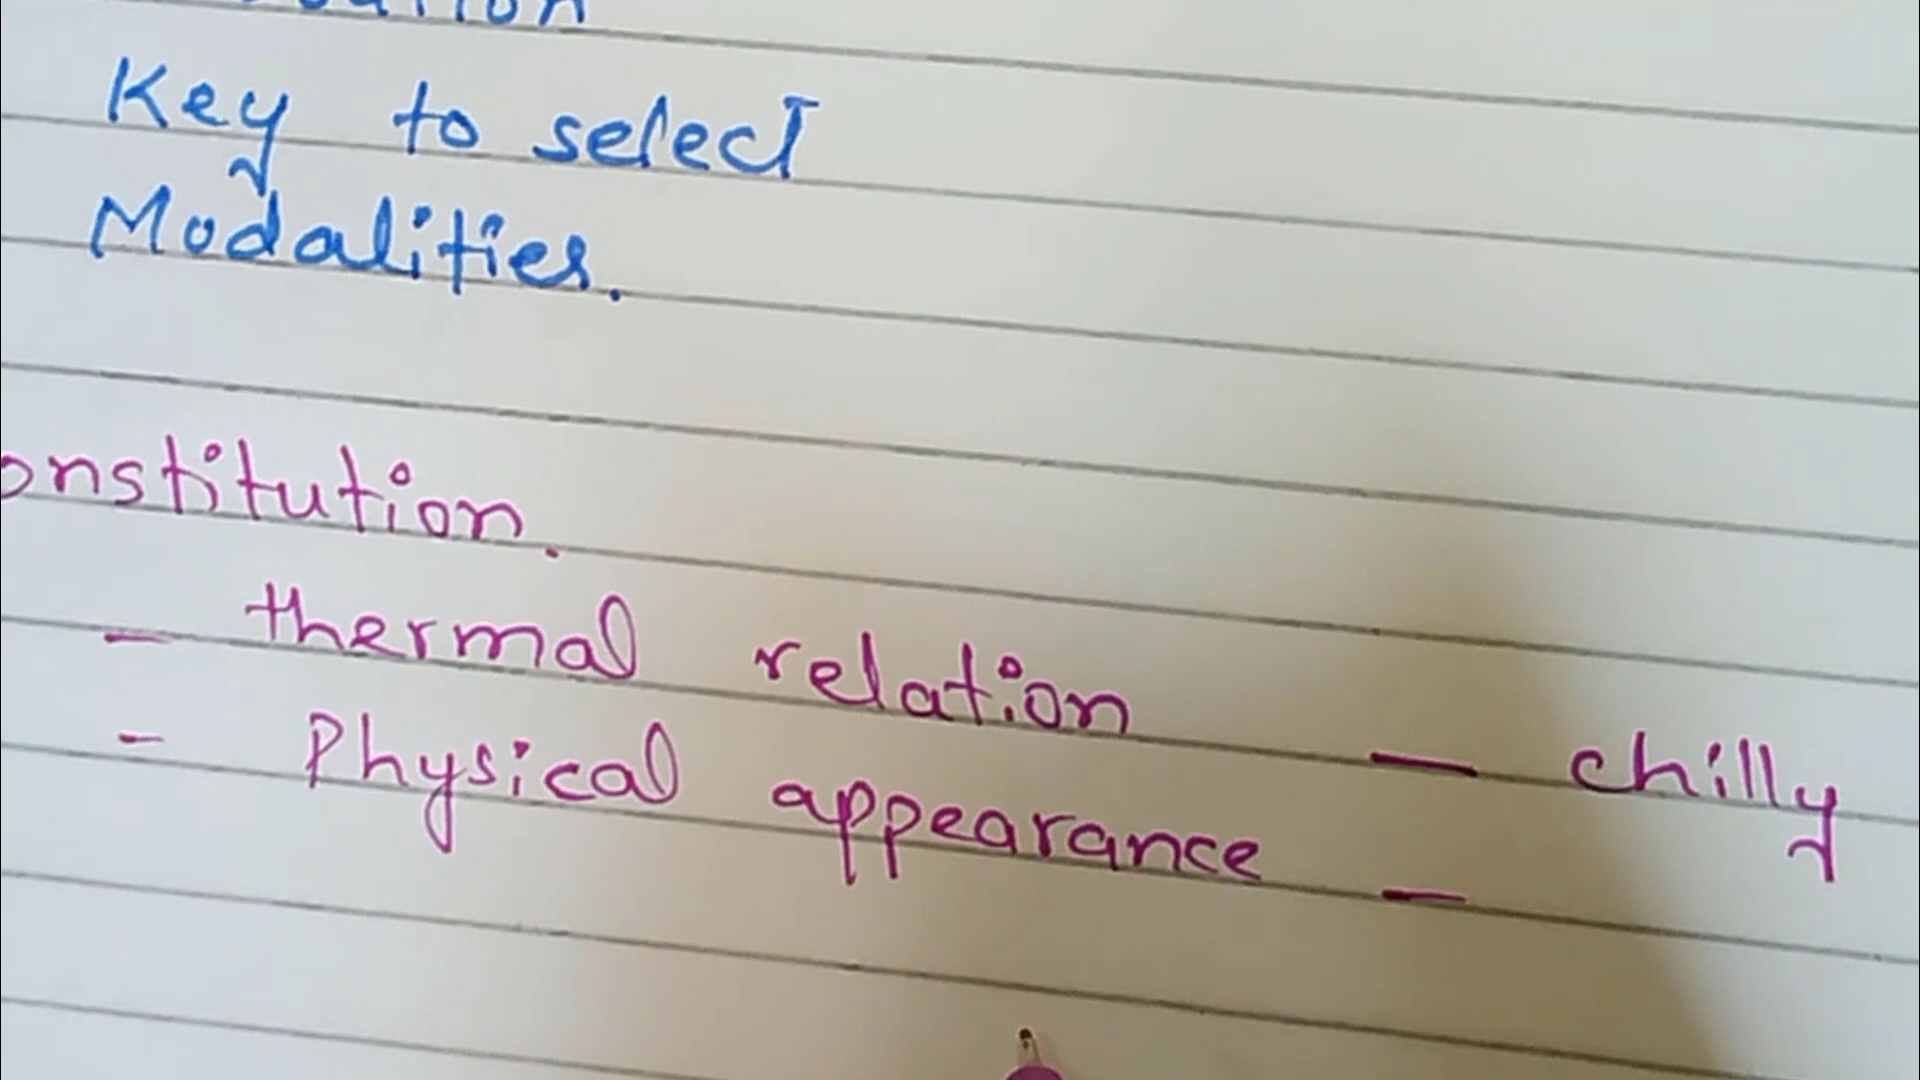 Key to select
Modalities.
onstitution.
- thermal relation — chilly
- Physical appearance —